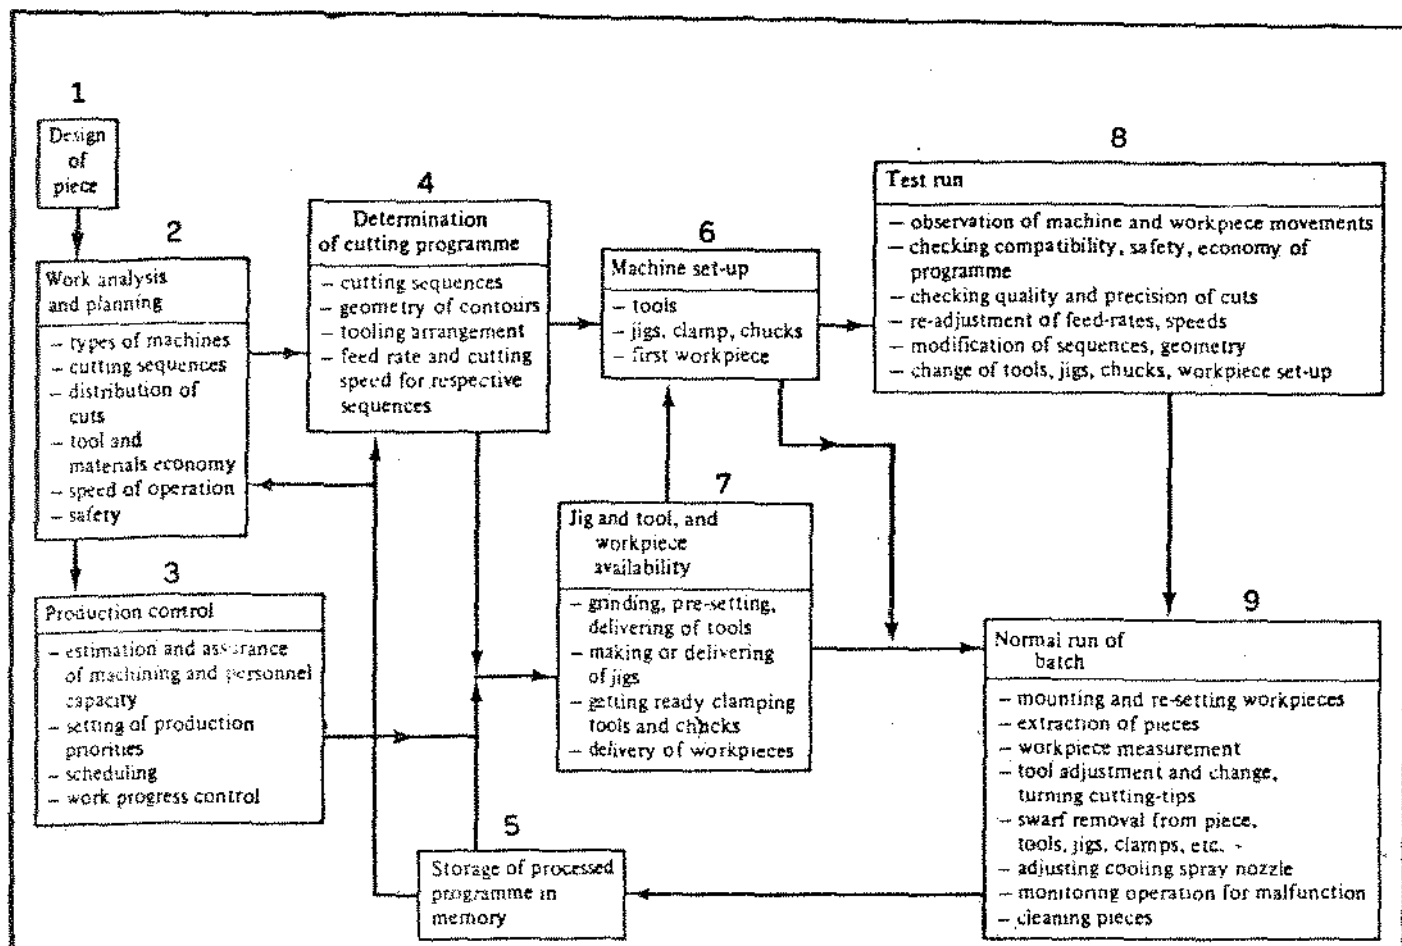 1
Design
of
piece
2
Work analysis
and planning
– types of machines
– cutting sequences
– distribution of
cuts
– tool and
materials economy
– speed of operation
– safety
3
Production control
– estimation and assurance
of machining and personnel
capacity
– setting of production
priorities
– scheduling
– work progress control
4
Determination
of cutting programme
– cutting sequences
– geometry of contours
– tooling arrangement
– feed rate and cutting
speed for respective
sequences
5
Storage of processed
programme in
memory
6
Machine set-up
– tools
– jigs, clamp, chucks
– first workpiece
7
Jig and tool, and
workpiece
availability
– grinding, pre-setting,
delivering of tools
– making or delivering
of jigs
– getting ready clamping
tools and chucks
– delivery of workpieces
8
Test run
– observation of machine and workpiece movements
– checking compatibility, safety, economy of
programme
– checking quality and precision of cuts
– re-adjustment of feed-rates, speeds
– modification of sequences, geometry
– change of tools, jigs, chucks, workpiece set-up
9
Normal run of
batch
– mounting and re-setting workpieces
– extraction of pieces
– workpiece measurement
– tool adjustment and change,
turning cutting-tips
– swarf removal from piece,
tools, jigs, clamps, etc.
– adjusting cooling spray nozzle
– monitoring operation for malfunction
– cleaning pieces